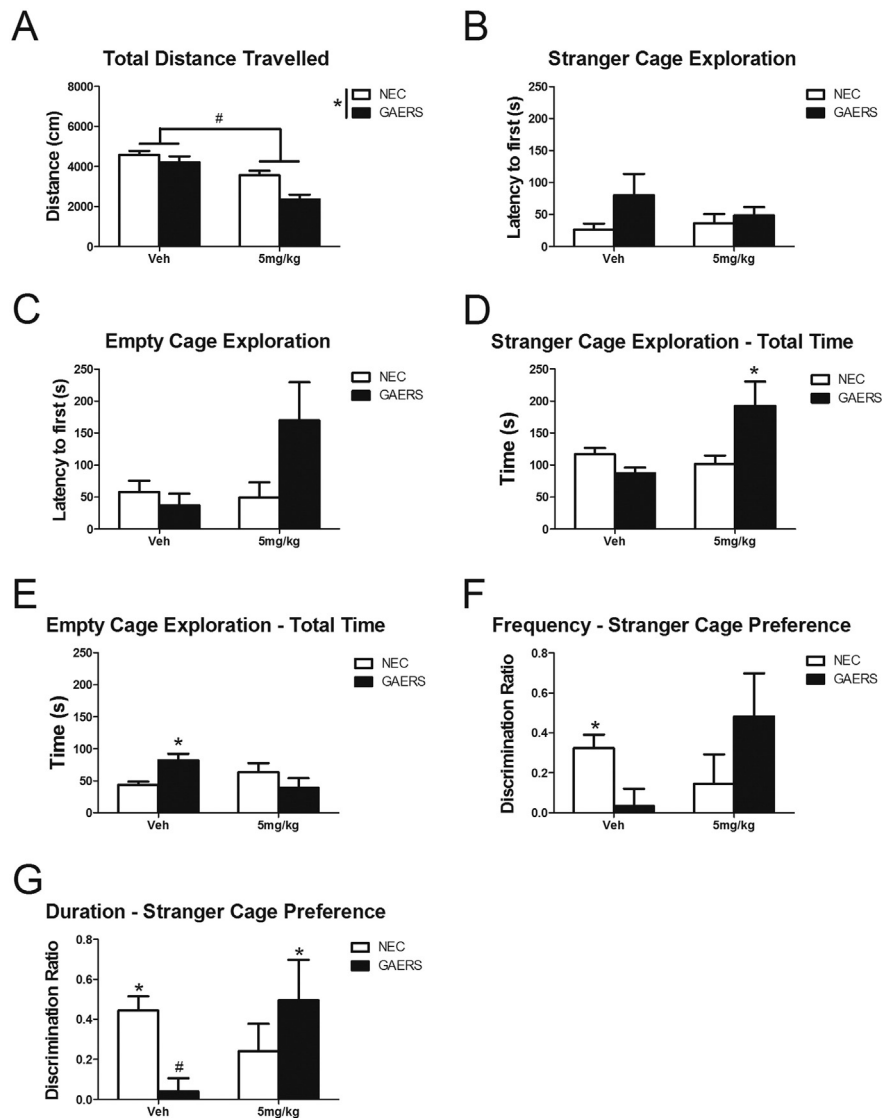 A
Total Distance Travelled
Distance (cm)
8000
6000
4000
2000
0
#
*
NEC
GAERS
Veh
5mg/kg
B
Stranger Cage Exploration
Latency to first (s)
250
200
150
100
50
0
NEC
GAERS
Veh
5mg/kg
C
Empty Cage Exploration
Latency to first (s)
250
200
150
100
50
0
NEC
GAERS
Veh
5mg/kg
D
Stranger Cage Exploration - Total Time
Time (s)
250
200
150
100
50
0
*
NEC
GAERS
Veh
5mg/kg
E
Empty Cage Exploration - Total Time
Time (s)
250
200
150
100
50
0
*
NEC
GAERS
Veh
5mg/kg
F
Frequency - Stranger Cage Preference
Discrimination Ratio
0.8
0.6
0.4
0.2
0.0
*
NEC
GAERS
Veh
5mg/kg
G
Duration - Stranger Cage Preference
Discrimination Ratio
0.8
0.6
0.4
0.2
0.0
*
#
*
NEC
GAERS
Veh
5mg/kg